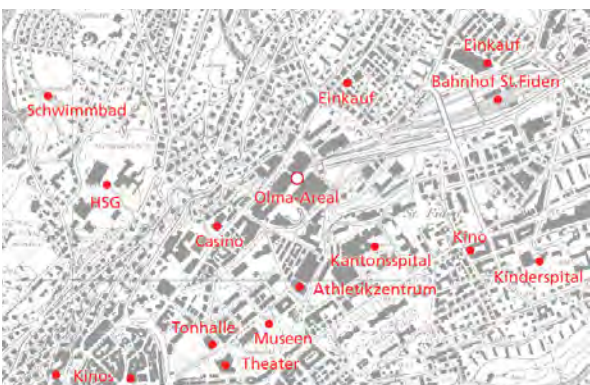 Einkauf
Bahnhof St.Fiden
Einkauf
Schwimmbad
HSG
Olma-Areal
Casino
Kino
Kantonsspital
Kinderspital
Athletikzentrum
Museen
Tonhalle
Theater
Kinos